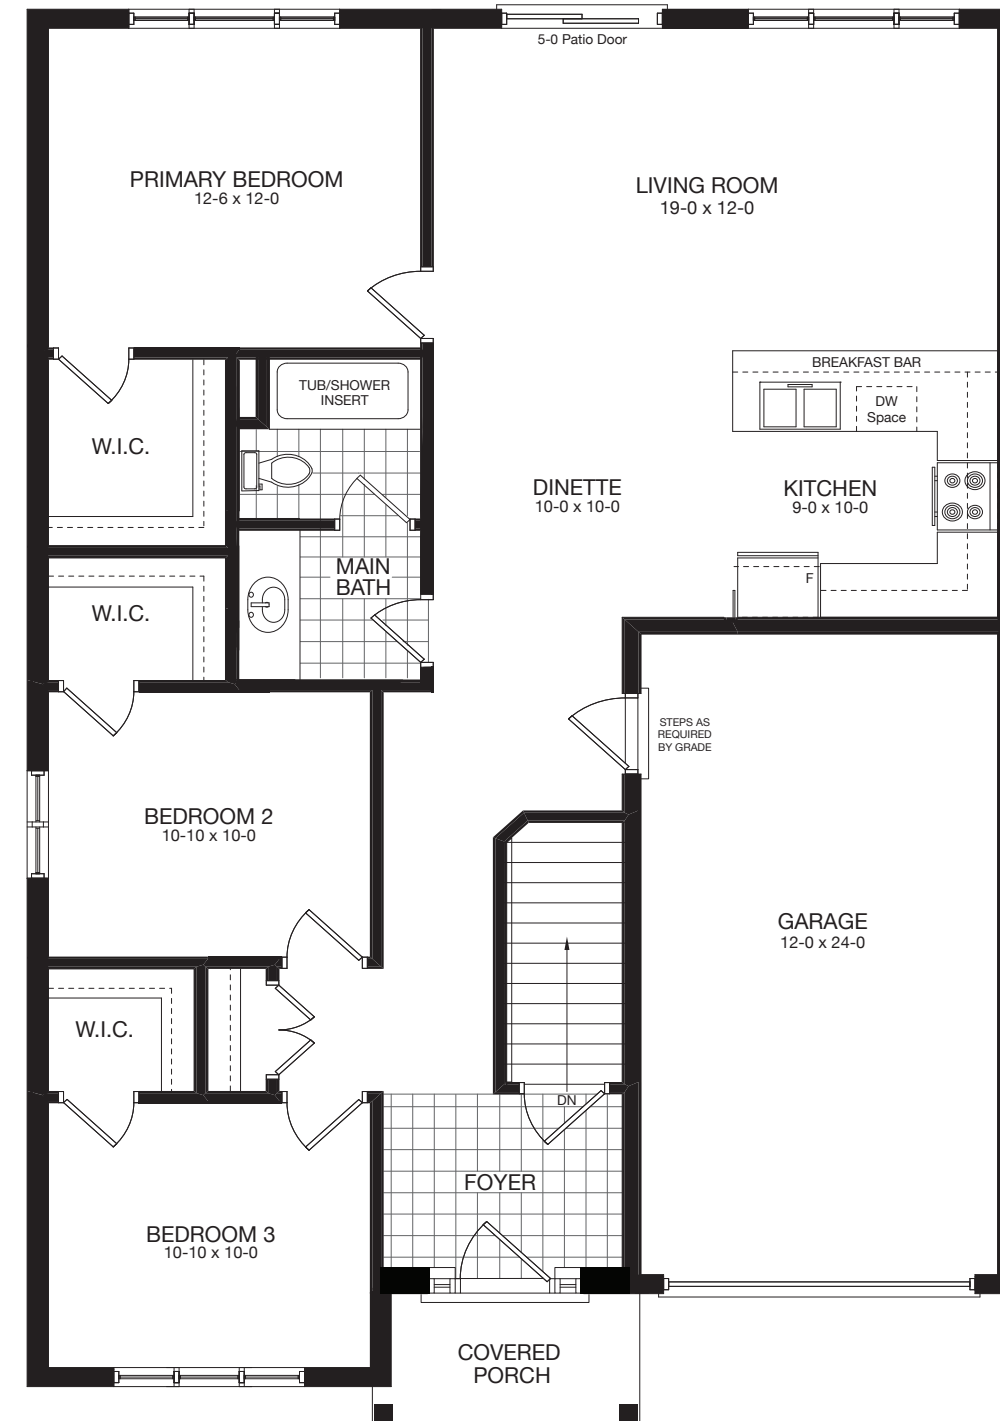 5-0 Patio Door
PRIMARY BEDROOM
12-6 x 12-0
LIVING ROOM
19-0 x 12-0
BREAKFAST BAR
TUB/SHOWER
INSERT
DW
Space
W.I.C.
DINETTE
10-0 x 10-0
KITCHEN
9-0 x 10-0
MAIN
BATH
F
W.I.C.
STEPS AS
REQUIRED
BY GRADE
BEDROOM 2
10-10 x 10-0
GARAGE
12-0 x 24-0
W.I.C.
DN
FOYER
BEDROOM 3
10-10 x 10-0
COVERED
PORCH